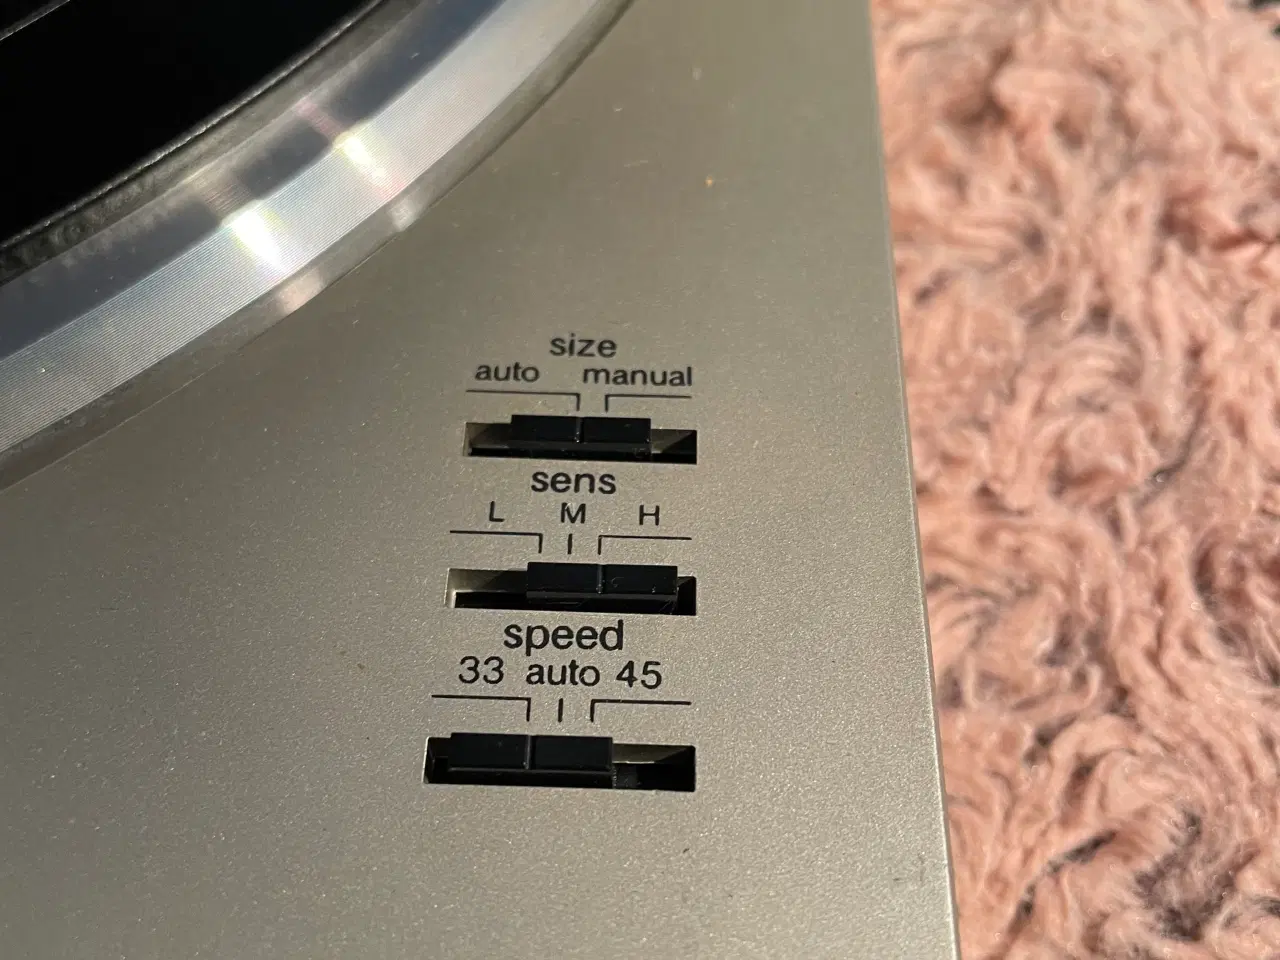 size
auto manual
sens
L M H
speed
33 auto 45